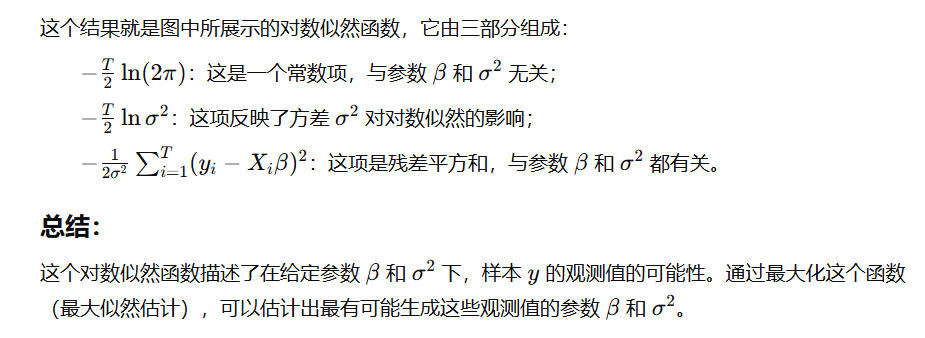 这个结果就是图中所展示的对数似然函数，它由三部分组成：
$-\frac{T}{2}\ln(2\pi)$：这是一个常数项，与参数 $\beta$ 和 $\sigma^2$ 无关；
$-\frac{T}{2}\ln\sigma^2$：这项反映了方差 $\sigma^2$ 对对数似然的影响；
$-\frac{1}{2\sigma^2}\sum_{i=1}^{T}(y_i - X_i\beta)^2$：这项是残差平方和，与参数 $\beta$ 和 $\sigma^2$ 都有关。
总结：
这个对数似然函数描述了在给定参数 $\beta$ 和 $\sigma^2$ 下，样本 $y$ 的观测值的可能性。通过最大化这个函数
（最大似然估计），可以估计出最有可能生成这些观测值的参数 $\beta$ 和 $\sigma^2$。